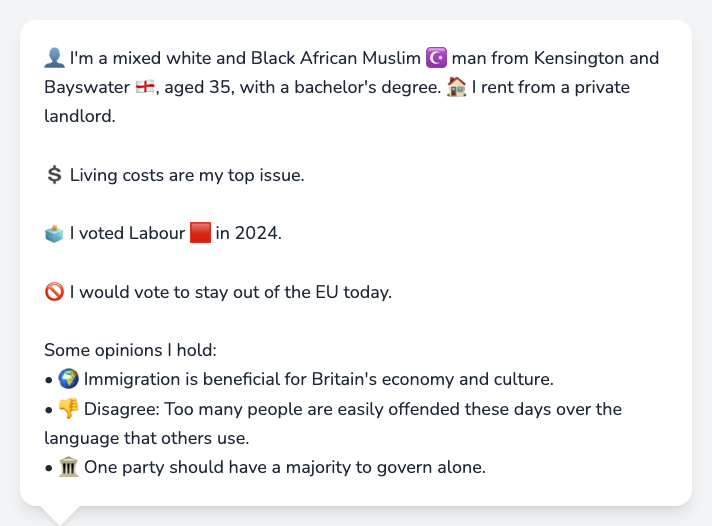 👤 I'm a mixed white and Black African Muslim ☪️ man from Kensington and
Bayswater 🏴󠁧󠁢󠁥󠁮󠁧󠁿, aged 35, with a bachelor's degree. 🏠 I rent from a private
landlord.
💲 Living costs are my top issue.
🗳️ I voted Labour 🟥 in 2024.
🚫 I would vote to stay out of the EU today.
Some opinions I hold:
• 🌍 Immigration is beneficial for Britain's economy and culture.
• 👎 Disagree: Too many people are easily offended these days over the
language that others use.
• 🏛️ One party should have a majority to govern alone.